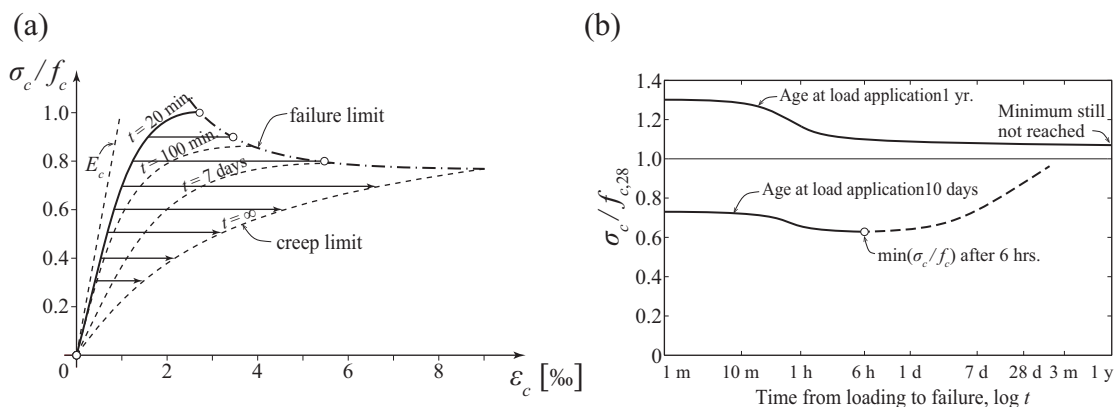 (a)
σc/fc
1.0
0.8
0.6
0.4
0.2
0
2
4
6
8
εc [‰]
Ec
t = 20 min.
t = 100 min.
t = 7 days
t = ∞
failure limit
creep limit
(b)
σc/fc,28
1.4
1.2
1.0
0.8
0.6
0.4
0.2
0
Age at load application1 yr.
Minimum still
not reached
Age at load application10 days
min(σc/fc) after 6 hrs.
1 m 10 m 1 h 6 h 1 d 7 d 28 d 3 m 1 y
Time from loading to failure, log t